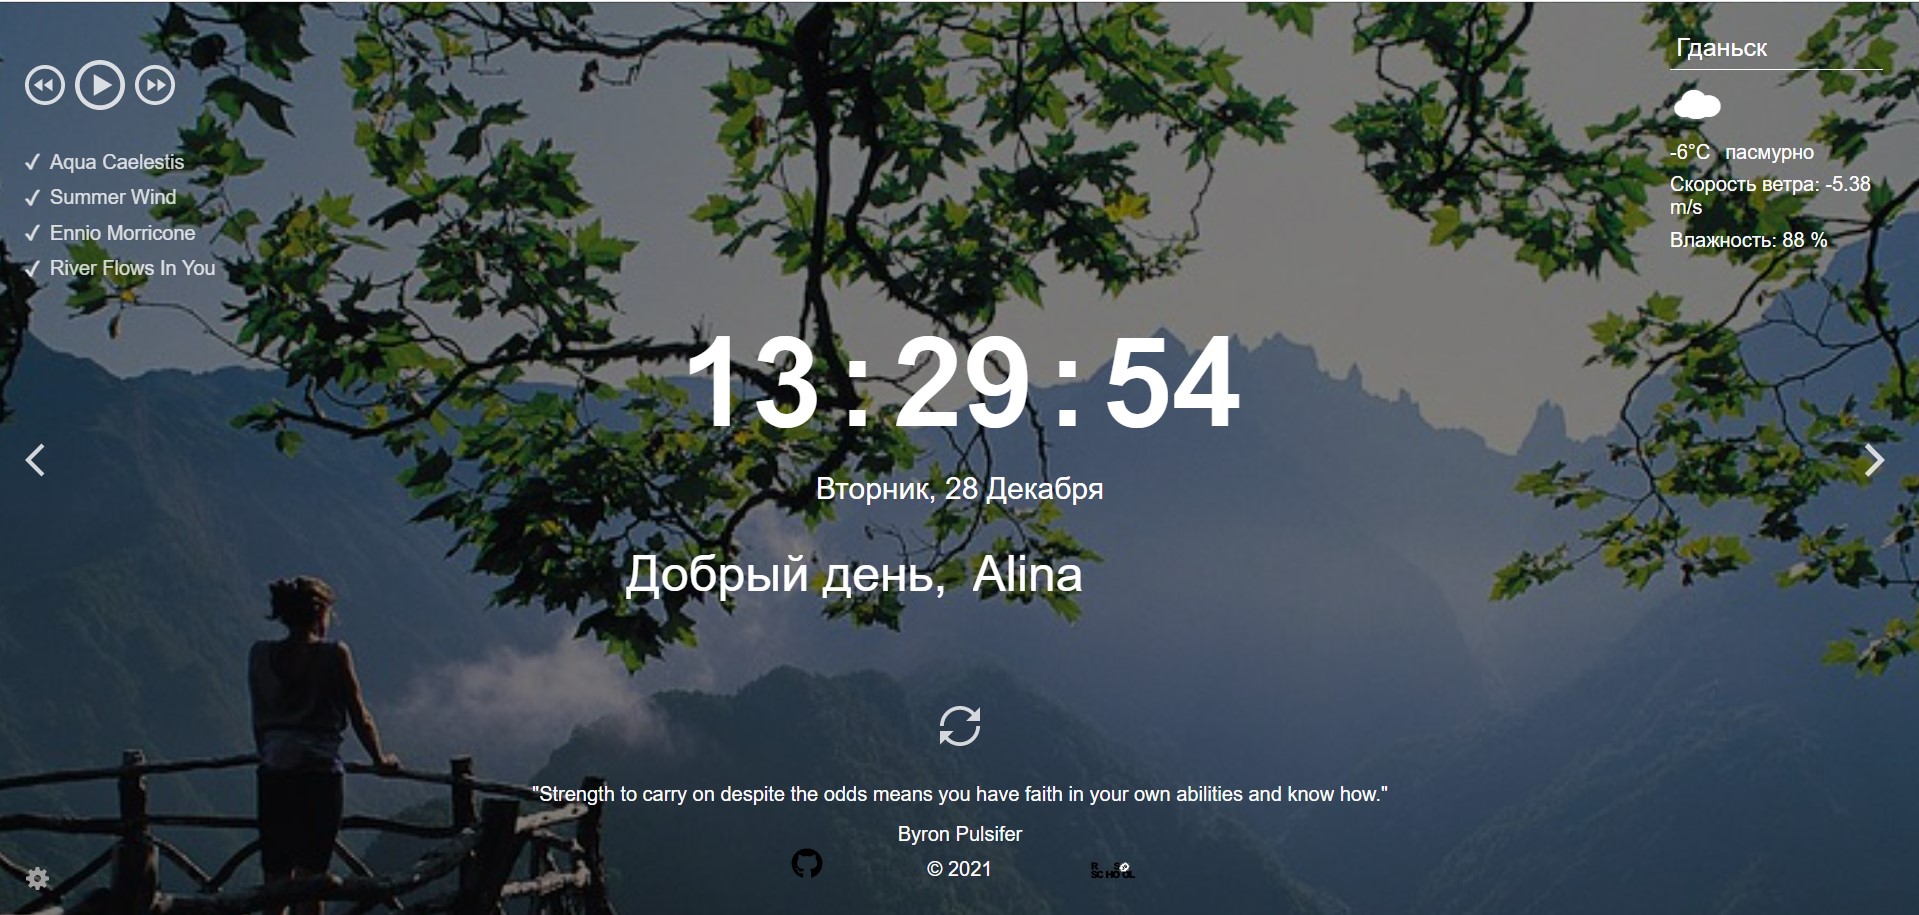 Гданьск
Aqua Caelestis
Summer Wind
Ennio Morricone
River Flows In You
-6°C пасмурно
Скорость ветра: -5.38
m/s
Влажность: 88 %
13:29:54
Вторник, 28 Декабря
Добрый день, Alina
"Strength to carry on despite the odds means you have faith in your own abilities and know how."
Byron Pulsifer
© 2021
RS
SCHOOL